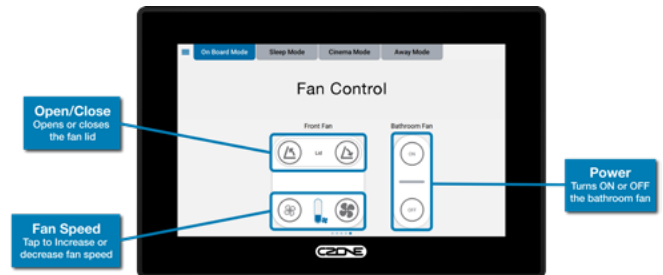 On Board Mode
Sleep Mode
Cinema Mode
Away Mode
Fan Control
Open/Close
Opens or closes
the fan lid
Front Fan
Bathroom Fan
Lid
ON
Power
Turns ON or OFF
the bathroom fan
Fan Speed
Tap to Increase or
decrease fan speed
OFF
CZONE